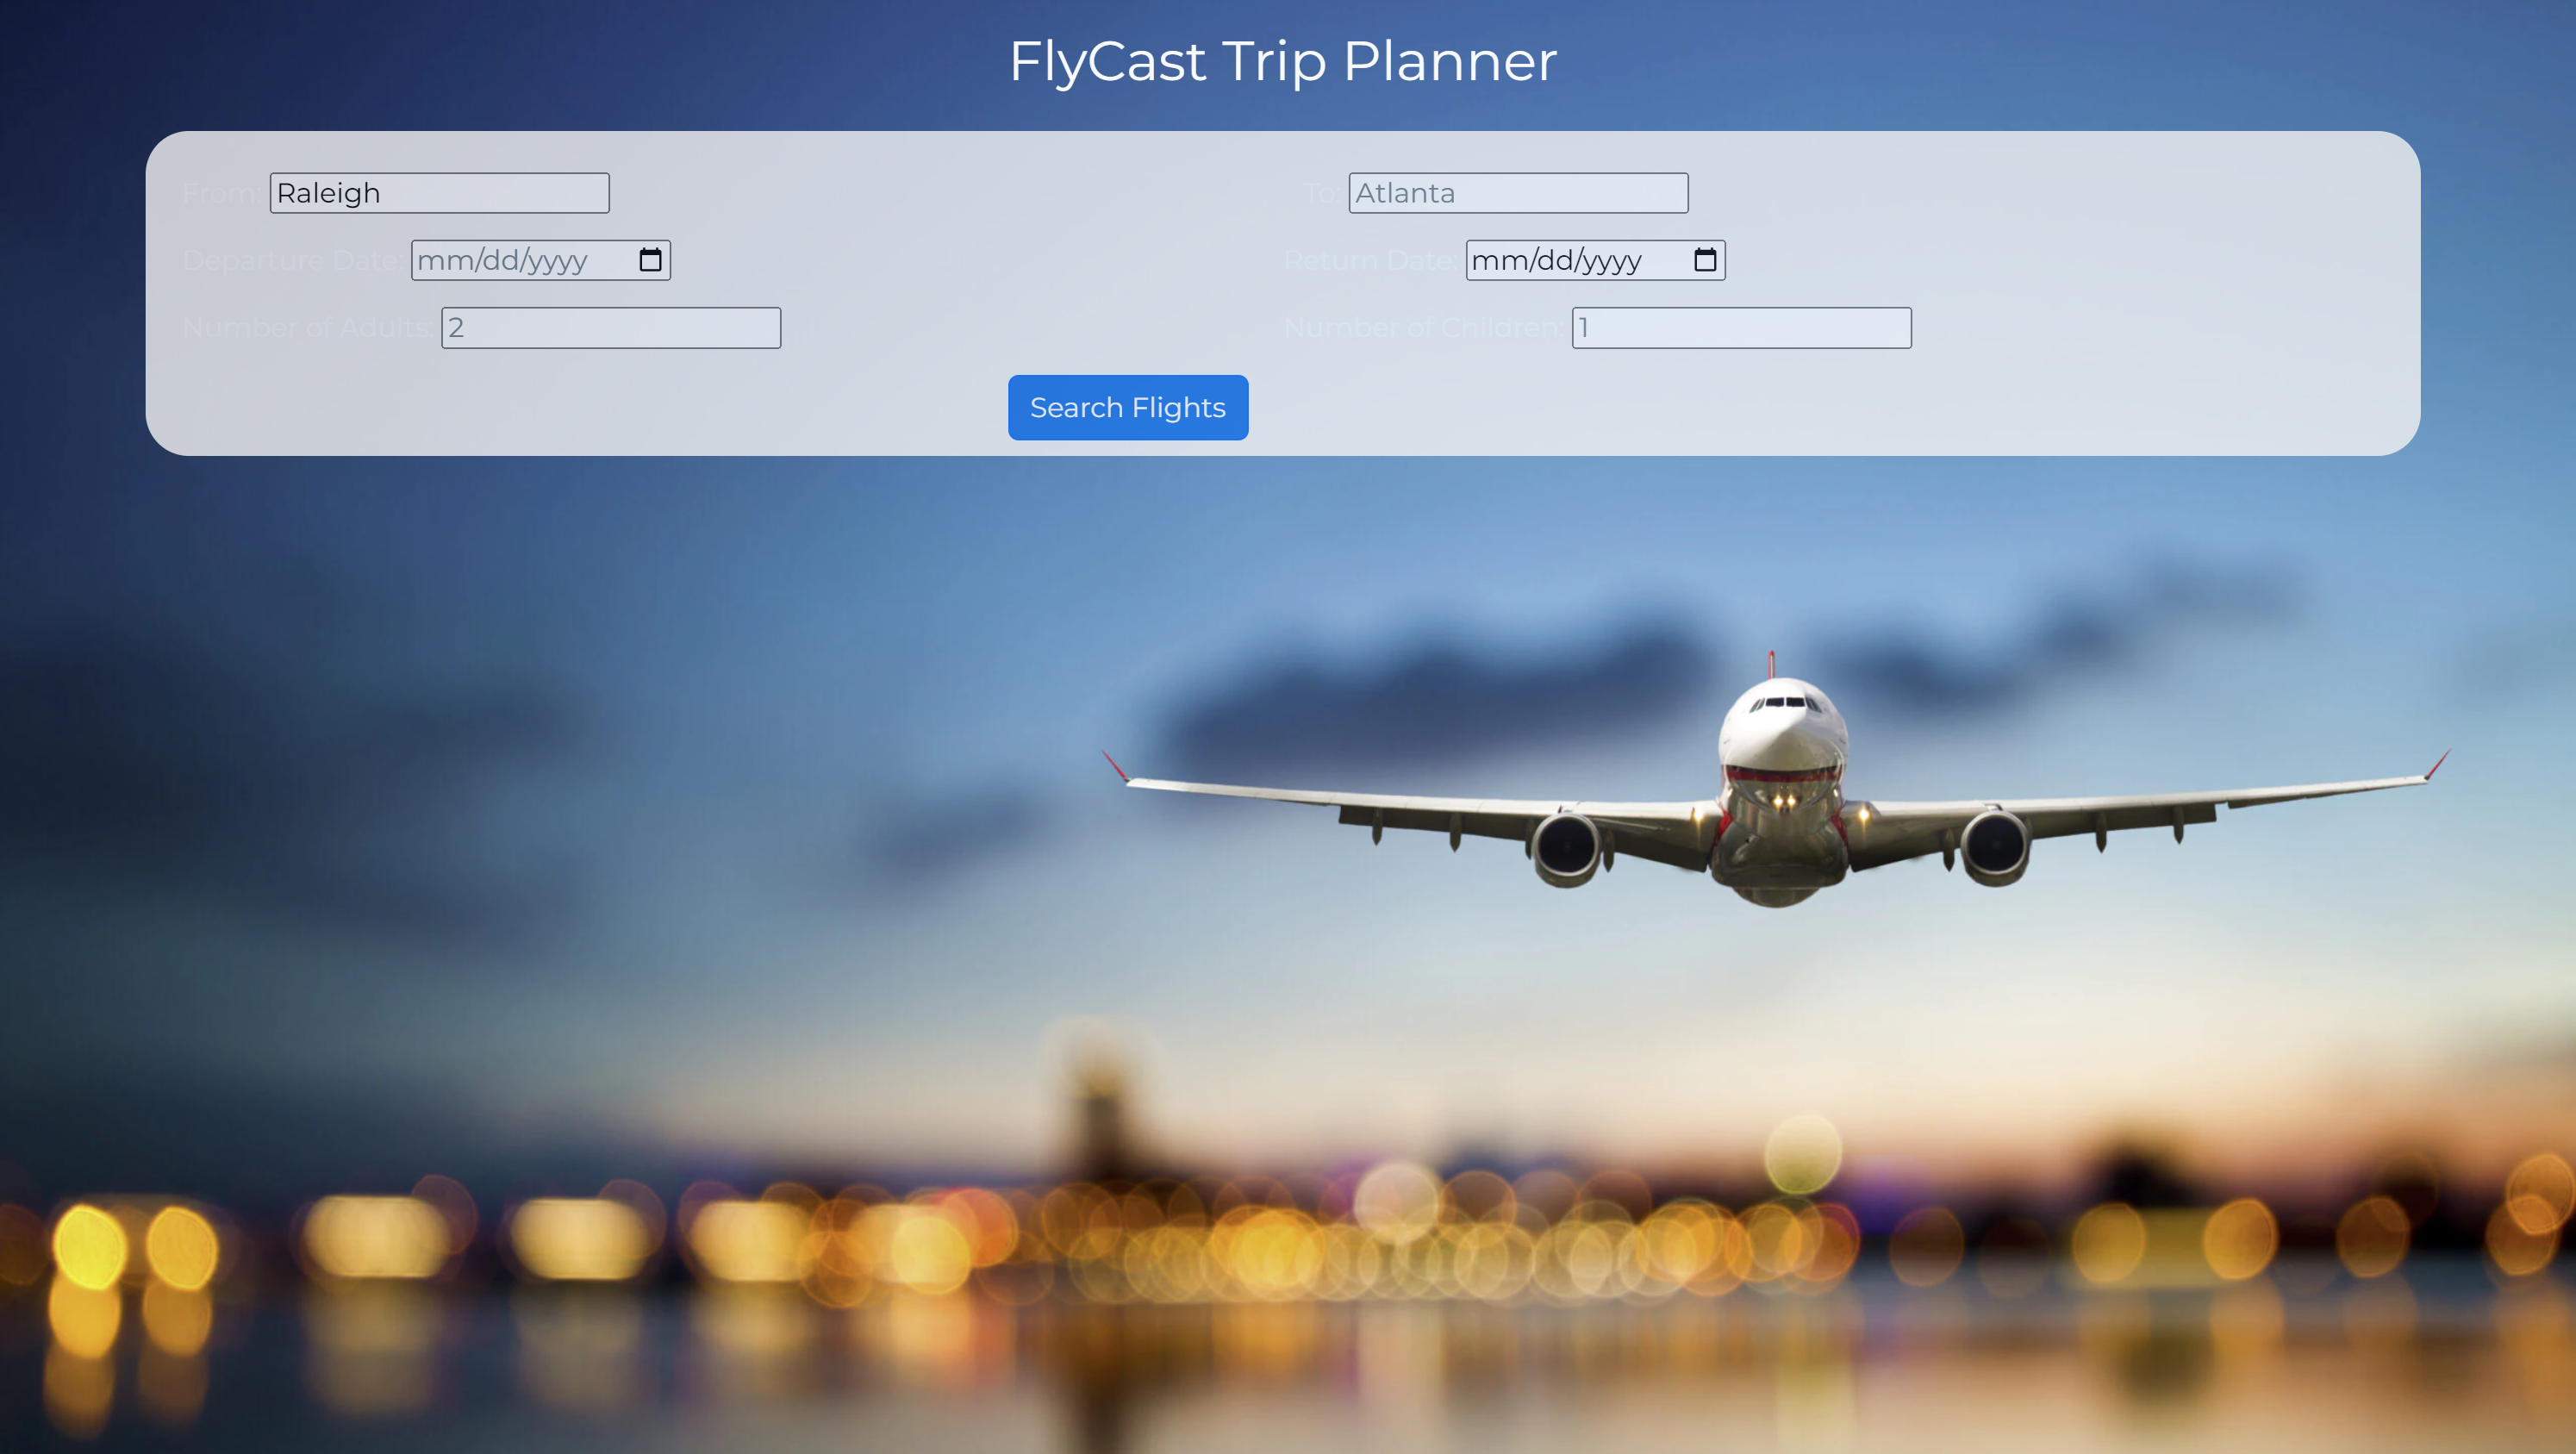 FlyCast Trip Planner
From: Raleigh To: Atlanta
Departure Date: mm/dd/yyyy Return Date: mm/dd/yyyy
Number of Adults: 2 Number of Children: 1
Search Flights